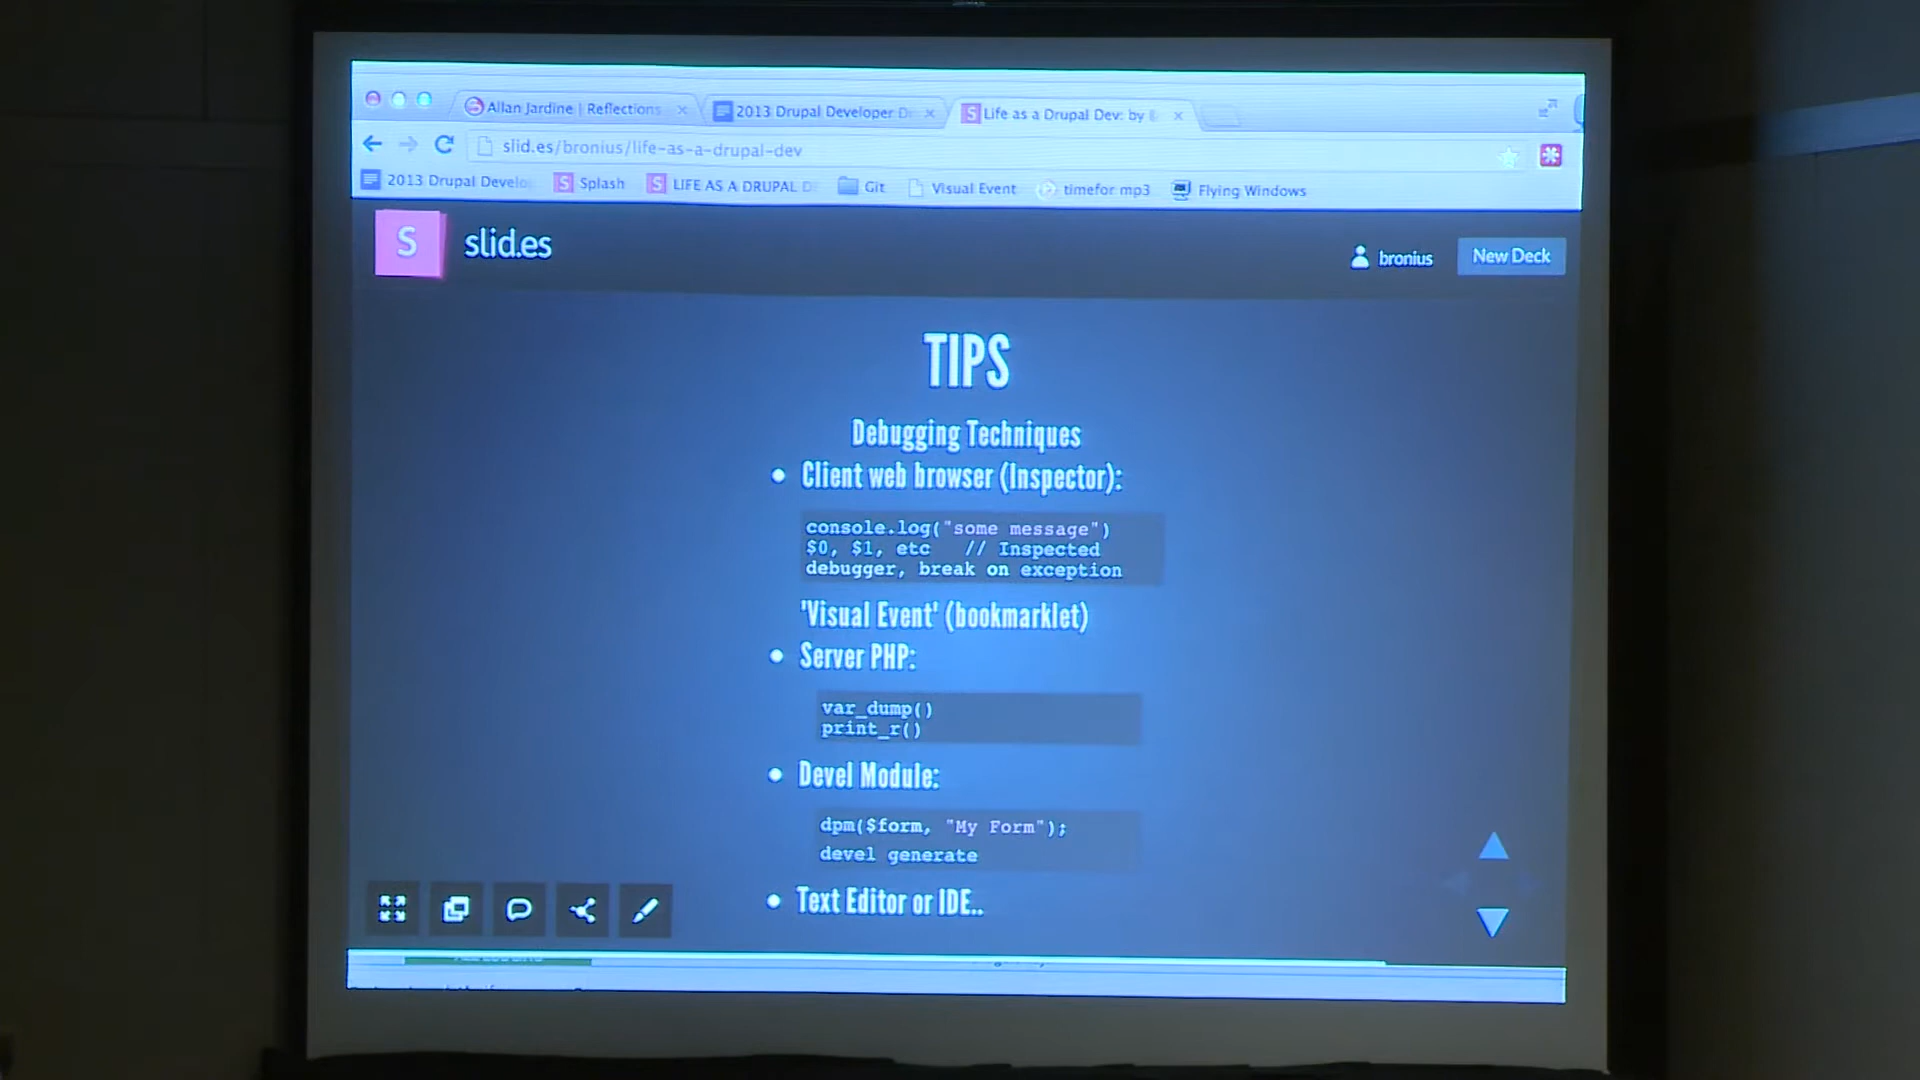 Allan Jardine | Reflections
2013 Drupal Developer D
Life as a Drupal Dev: by
slid.es/bronius/life-as-a-drupal-dev
2013 Drupal Develo
Splash
LIFE AS A DRUPAL D
Git
Visual Event
timefor mp3
Flying Windows
S
slid.es
bronius
New Deck
TIPS
Debugging Techniques
• Client web browser (Inspector):
console.log("some message")
$0, $1, etc // Inspected
debugger, break on exception
'Visual Event' (bookmarklet)
• Server PHP:
var_dump()
print_r()
• Devel Module:
dpm($form, "My Form");
devel generate
• Text Editor or IDE..